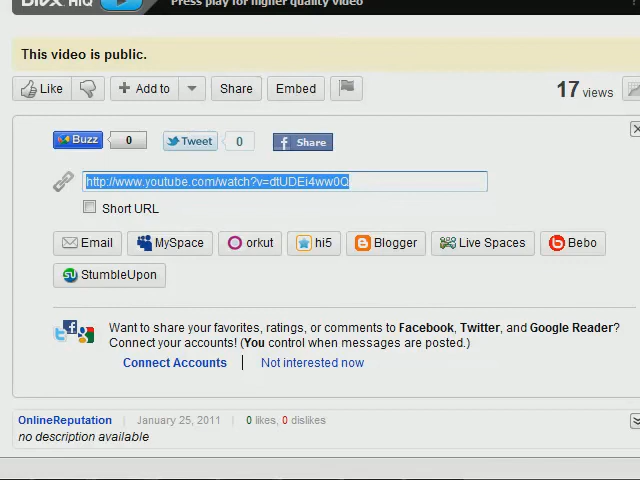 DivX HiQ Press play for higher quality video
This video is public.
Like Add to Share Embed 17 views
Buzz 0 Tweet 0 Share
http://www.youtube.com/watch?v=dtUDEi4ww0Q
Short URL
Email MySpace orkut hi5 Blogger Live Spaces Bebo
StumbleUpon
Want to share your favorites, ratings, or comments to Facebook, Twitter, and Google Reader?
Connect your accounts! (You control when messages are posted.)
Connect Accounts | Not interested now
OnlineReputation | January 25, 2011 | 0 likes, 0 dislikes
no description available